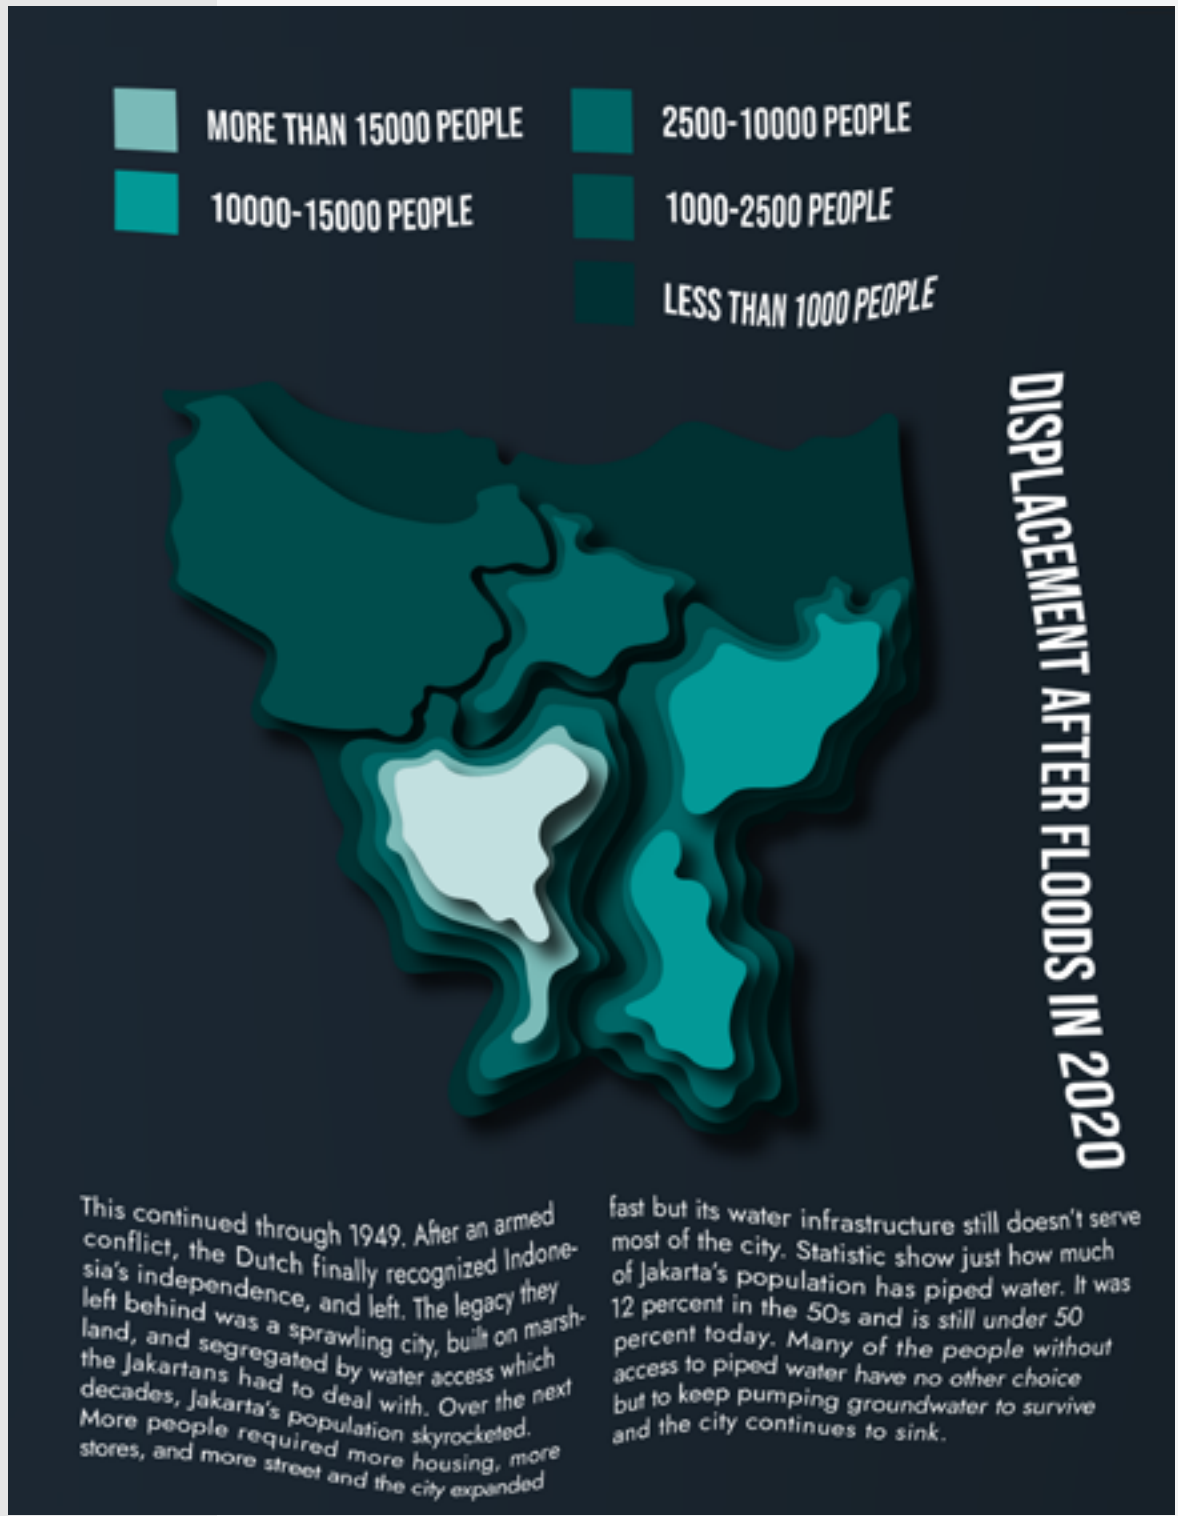 MORE THAN 15000 PEOPLE
10000-15000 PEOPLE
2500-10000 PEOPLE
1000-2500 PEOPLE
LESS THAN 1000 PEOPLE
DISPLACEMENT AFTER FLOODS IN 2020
This continued through 1949. After an armed
conflict, the Dutch finally recognized Indone-
sia's independence, and left. The legacy they
left behind was a sprawling city, built on marsh-
land, and segregated by water access which
the Jakartans had to deal with. Over the next
decades, Jakarta's population skyrocketed.
More people required more housing, more
stores, and more street and the city expanded
fast but its water infrastructure still doesn't serve
most of the city. Statistic show just how much
of Jakarta's population has piped water. It was
12 percent in the 50s and is still under 50
percent today. Many of the people without
access to piped water have no other choice
but to keep pumping groundwater to survive
and the city continues to sink.